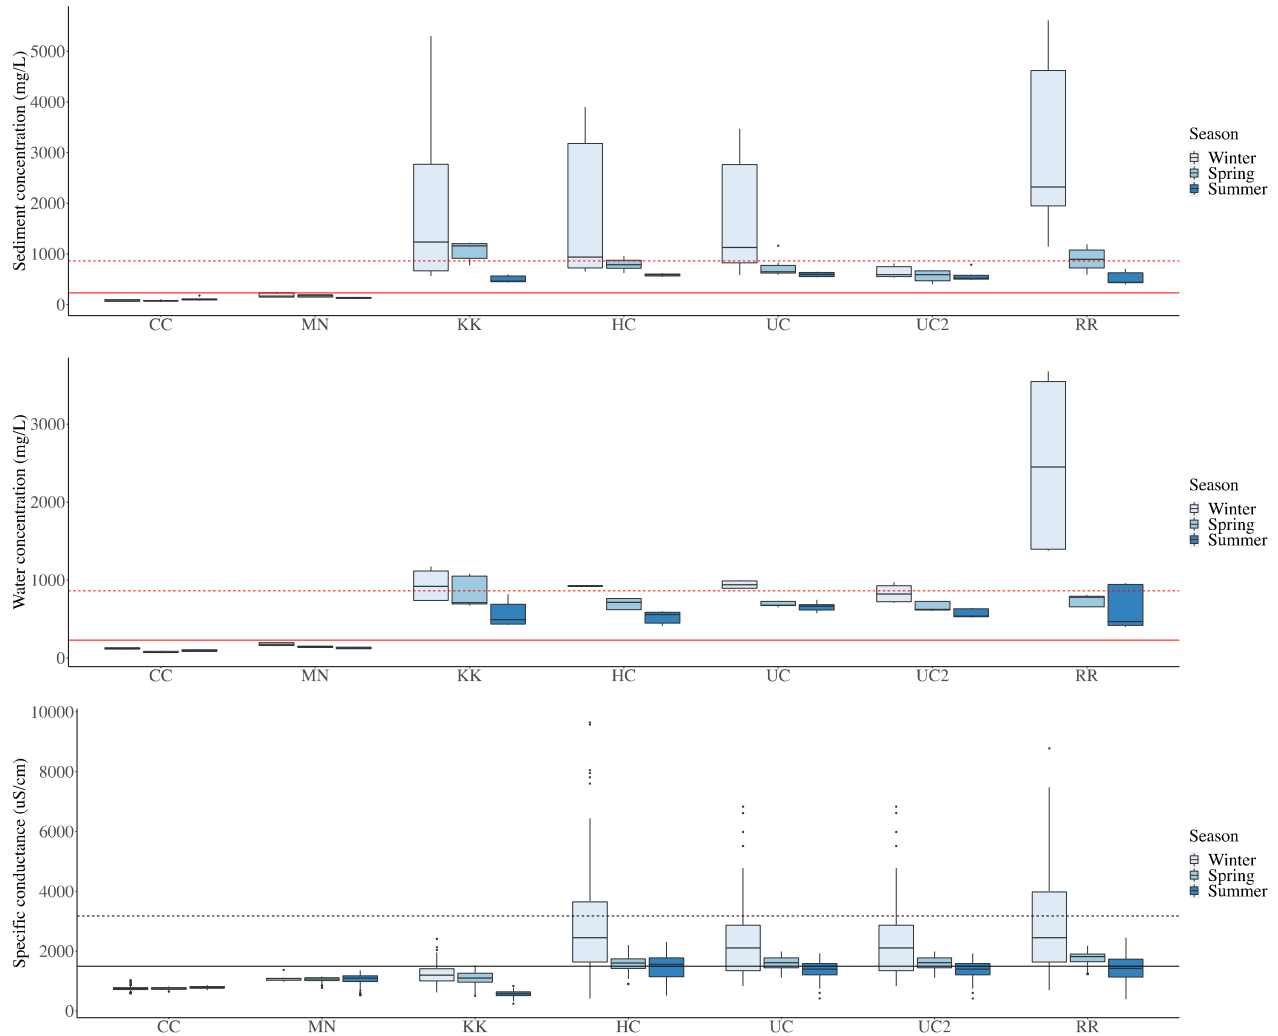 Sediment concentration (mg/L)
5000
4000
3000
2000
1000
0
CC MN KK HC UC UC2 RR
Season
Winter
Spring
Summer
Water concentration (mg/L)
3000
2000
1000
0
CC MN KK HC UC UC2 RR
Season
Winter
Spring
Summer
Specific conductance (uS/cm)
10000
8000
6000
4000
2000
0
CC MN KK HC UC UC2 RR
Season
Winter
Spring
Summer